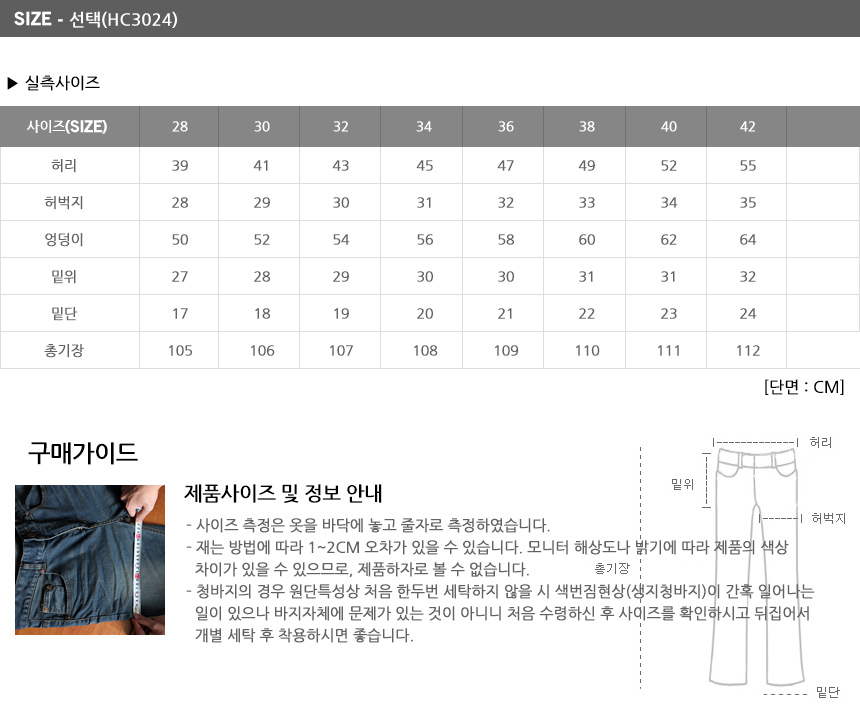 SIZE - 선택(HC3024)
▶ 실측사이즈
사이즈(SIZE) 28 30 32 34 36 38 40 42
허리 39 41 43 45 47 49 52 55
허벅지 28 29 30 31 32 33 34 35
엉덩이 50 52 54 56 58 60 62 64
밑위 27 28 29 30 30 31 31 32
밑단 17 18 19 20 21 22 23 24
총기장 105 106 107 108 109 110 111 112
[단면 : CM]
구매가이드
제품사이즈 및 정보 안내
- 사이즈 측정은 옷을 바닥에 놓고 줄자로 측정하였습니다.
- 재는 방법에 따라 1~2CM 오차가 있을 수 있습니다. 모니터 해상도나 밝기에 따라 제품의 색상
차이가 있을 수 있으므로, 제품하자로 볼 수 없습니다.
- 청바지의 경우 원단특성상 처음 한두번 세탁하지 않을 시 색번짐현상(생지청바지)이 간혹 일어나는
일이 있으나 바지자체에 문제가 있는 것이 아니니 처음 수령하신 후 사이즈를 확인하시고 뒤집어서
개별 세탁 후 착용하시면 좋습니다.
허리
밑위
허벅지
총기장
밑단